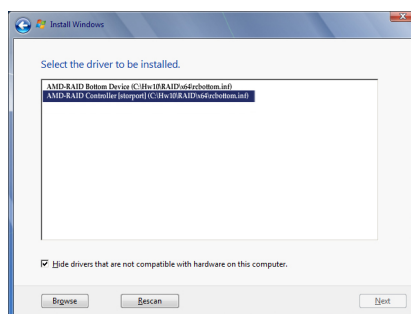 Install Windows
Select the driver to be installed.
AMD-RAID Bottom Device (C:\Hw10\RAID\x64\rcbottom.inf)
AMD-RAID Controller [storport] (C:\Hw10\RAID\x64\rcbottom.inf)
Hide drivers that are not compatible with hardware on this computer.
Browse
Rescan
Next